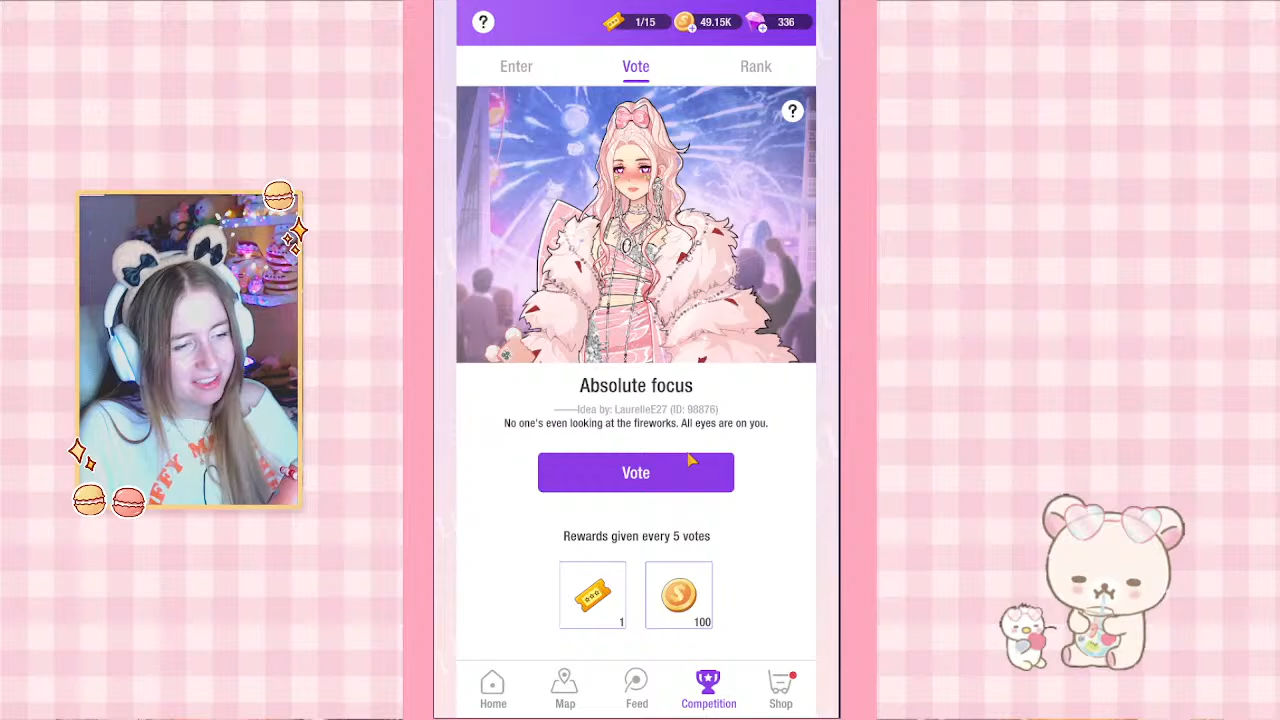 ?
1/15
49.15K
336
Enter
Vote
Rank
?
Absolute focus
——Idea by: LaurelleE27 (ID: 98876)
No one's even looking at the fireworks. All eyes are on you.
Vote
Rewards given every 5 votes
1
100
Home
Map
Feed
Competition
Shop